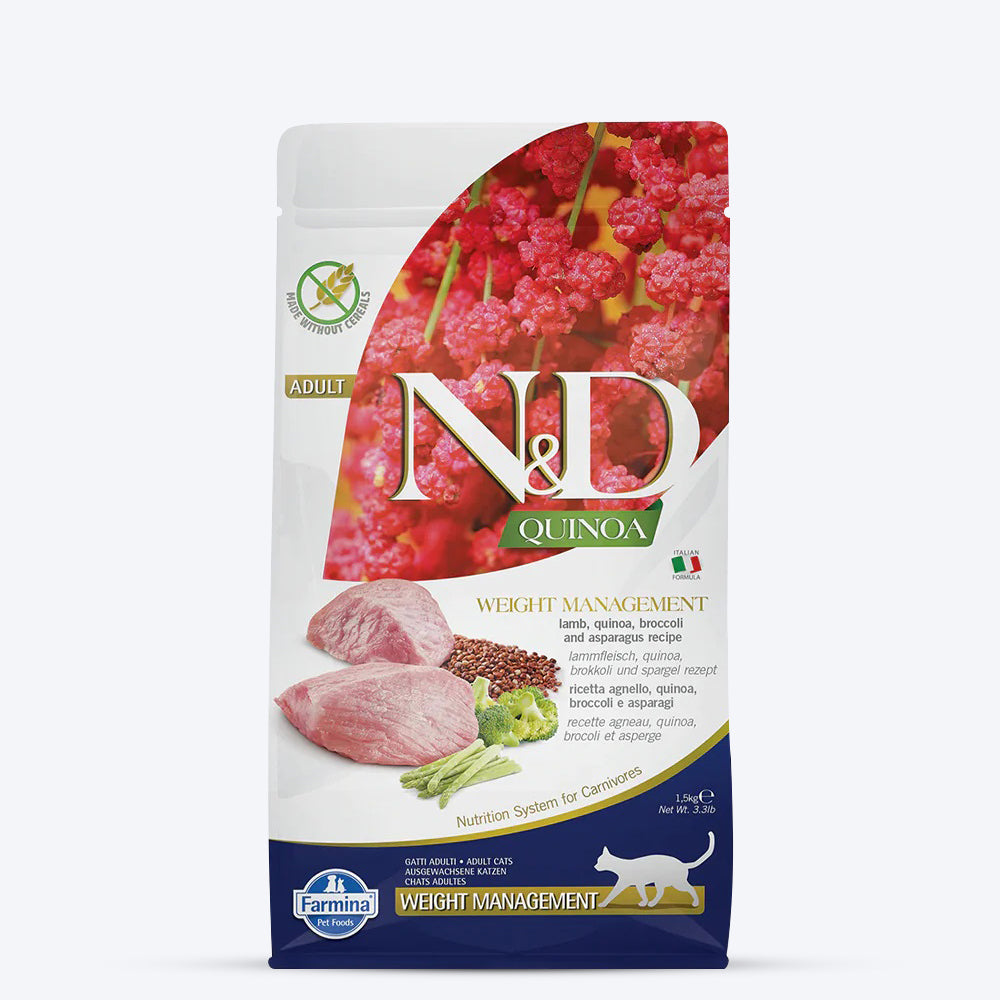 MADE WITHOUT CEREALS
ADULT
N&D
QUINOA
ITALIAN
FORMULA
WEIGHT MANAGEMENT
lamb, quinoa, broccoli
and asparagus recipe
lammfleisch, quinoa,
brokkoli und spargel rezept
ricetta agnello, quinoa,
broccoli e asparagi
recette agneau, quinoa,
brocoli et asperge
Nutrition System for Carnivores
1,5kg℮
Net Wt. 3.3lb
GATTI ADULTI • ADULT CATS
AUSGEWACHSENE KATZEN
CHATS ADULTES
WEIGHT MANAGEMENT
Farmina®
Pet Foods